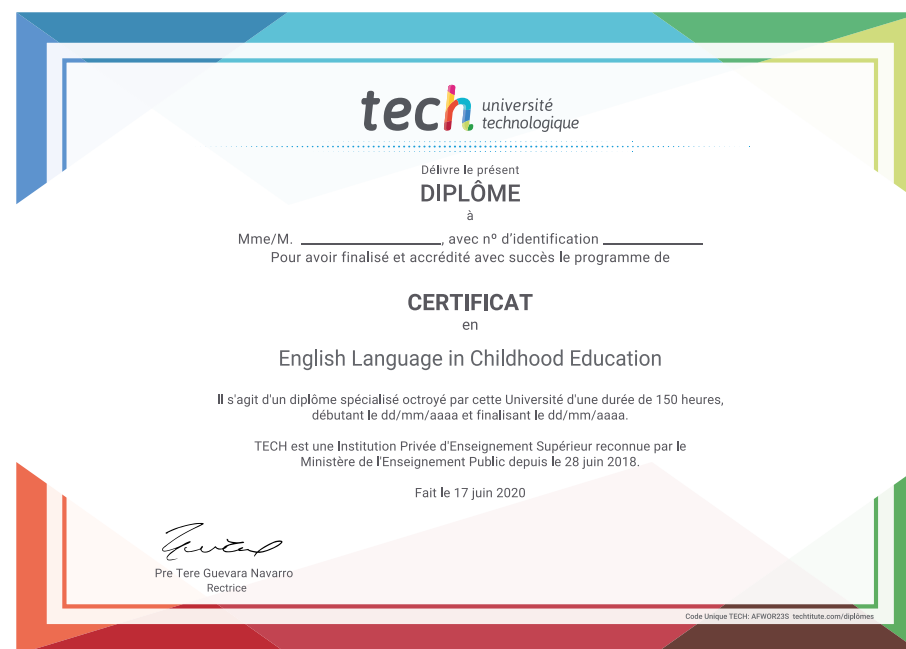 tech université
technologique
Délivre le présent
DIPLÔME
à
Mme/M. ____________________, avec nº d'identification ______________
Pour avoir finalisé et accrédité avec succès le programme de
CERTIFICAT
en
English Language in Childhood Education
Il s'agit d'un diplôme spécialisé octroyé par cette Université d'une durée de 150 heures,
débutant le dd/mm/aaaa et finalisant le dd/mm/aaaa.
TECH est une Institution Privée d'Enseignement Supérieur reconnue par le
Ministère de l'Enseignement Public depuis le 28 juin 2018.
Fait le 17 juin 2020
Pre Tere Guevara Navarro
Rectrice
Code Unique TECH: AFWOR23S techtitute.com/diplômes